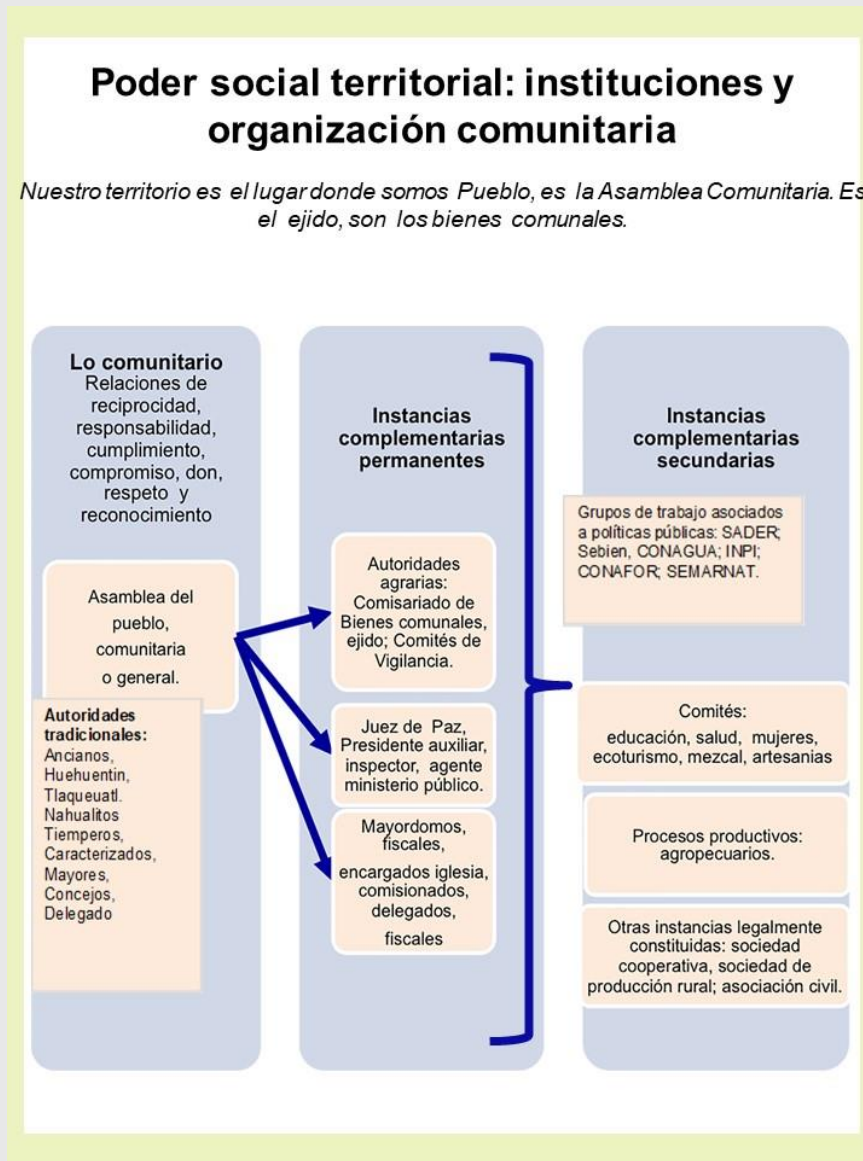 Poder social territorial: instituciones y
organización comunitaria
Nuestro territorio es el lugar donde somos Pueblo, es la Asamblea Comunitaria. Es
el ejido, son los bienes comunales.
Lo comunitario
Relaciones de
reciprocidad,
responsabilidad,
cumplimiento,
compromiso, don,
respeto y
reconocimiento
Asamblea del
pueblo,
comunitaria
o general.
Autoridades
tradicionales:
Ancianos,
Huehuentin,
Tlaqueuatl.
Nahualitos
Tiemperos,
Caracterizados,
Mayores,
Concejos,
Delegado
Instancias
complementarias
permanentes
Autoridades
agrarias:
Comisariado de
Bienes comunales,
ejido; Comités de
Vigilancia.
Juez de Paz,
Presidente auxiliar,
inspector, agente
ministerio público.
Mayordomos,
fiscales,
encargados iglesia,
comisionados,
delegados,
fiscales
Instancias
complementarias
secundarias
Grupos de trabajo asociados
a políticas públicas: SADER;
Sebien, CONAGUA; INPI;
CONAFOR; SEMARNAT.
Comités:
educación, salud, mujeres,
ecoturismo, mezcal, artesanias
Procesos productivos:
agropecuarios.
Otras instancias legalmente
constituidas: sociedad
cooperativa, sociedad de
producción rural; asociación civil.